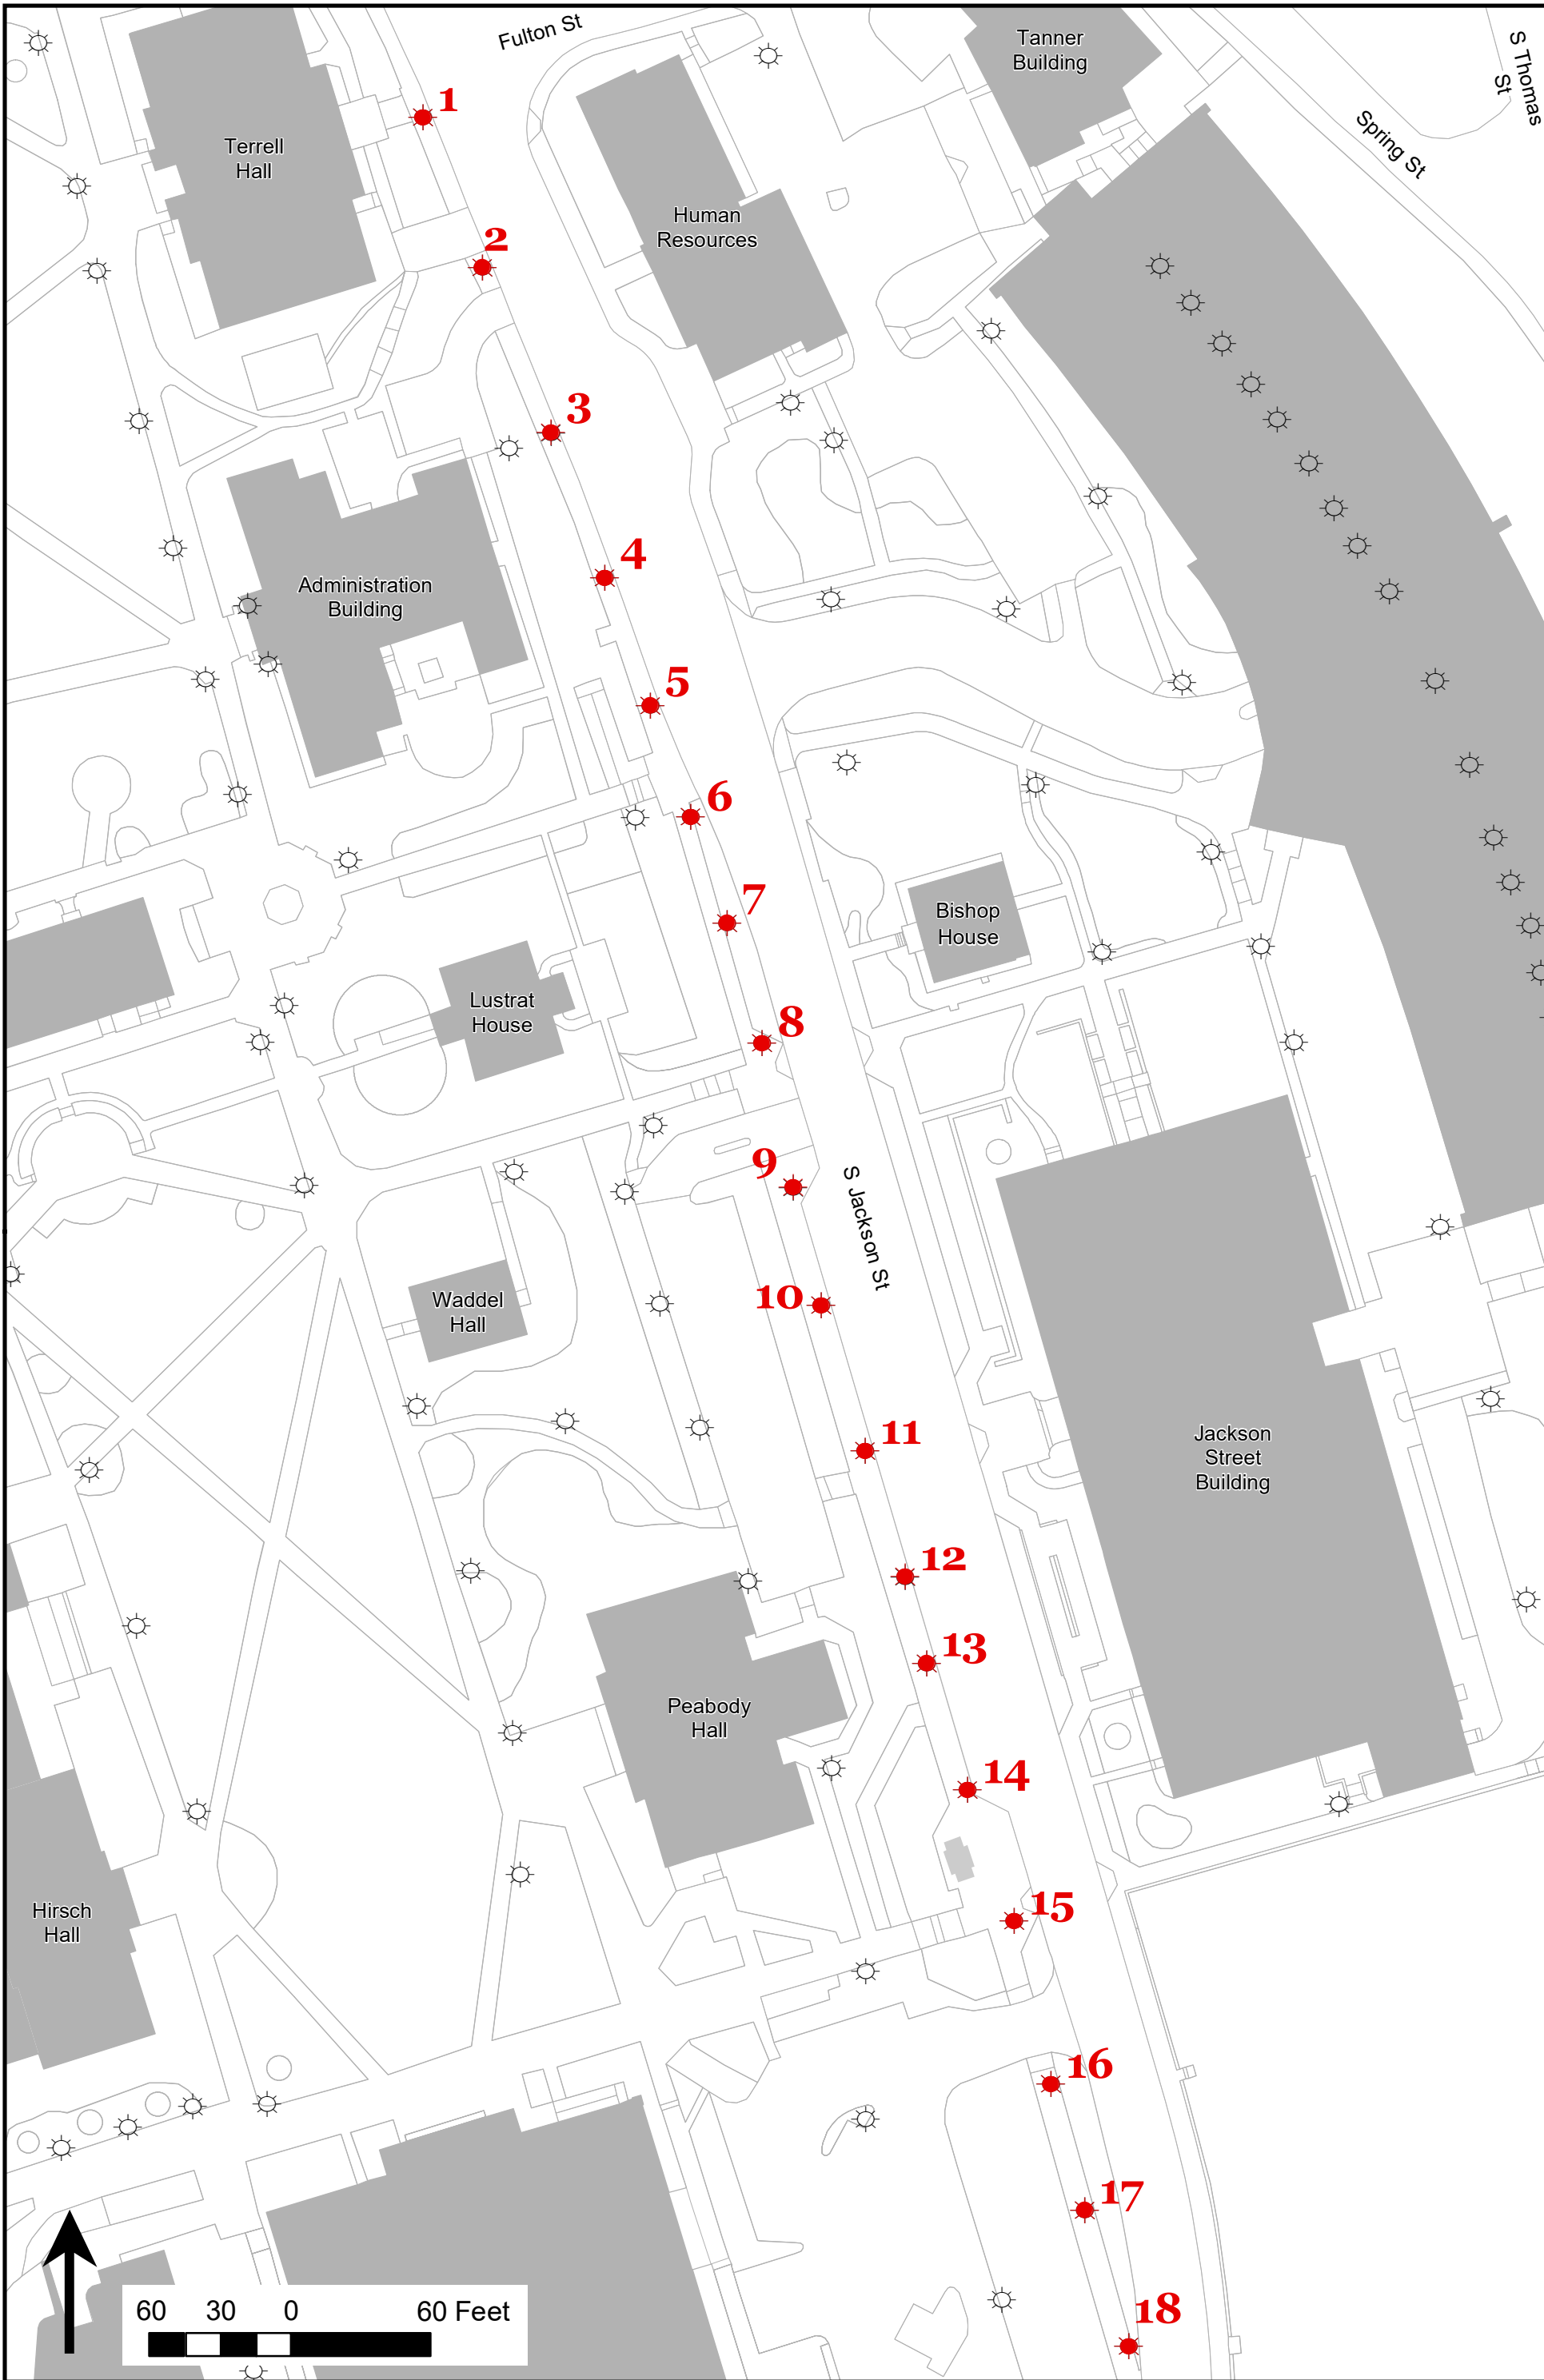 Fulton St
Tanner
Building
S Thomas
St
Spring St
1
Terrell
Hall
Human
Resources
2
3
4
Administration
Building
5
6
7
Bishop
House
Lustrat
House
8
9
S Jackson St
10
Waddel
Hall
11
Jackson
Street
Building
12
13
Peabody
Hall
14
15
Hirsch
Hall
16
17
18
60 30 0 60 Feet